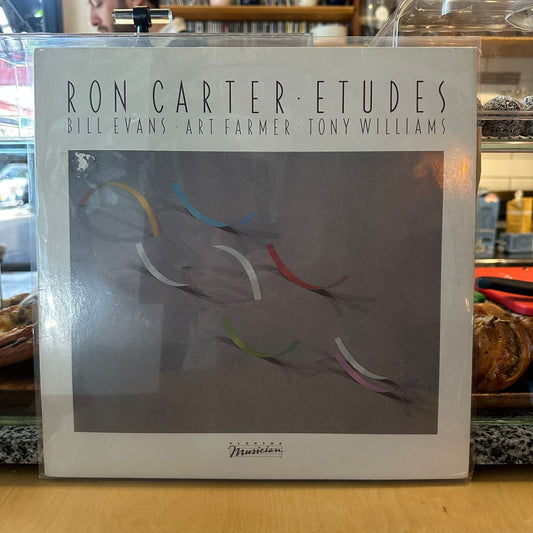 RON CARTER · ETUDES
BILL EVANS · ART FARMER · TONY WILLIAMS
ELEKTRA
Musician